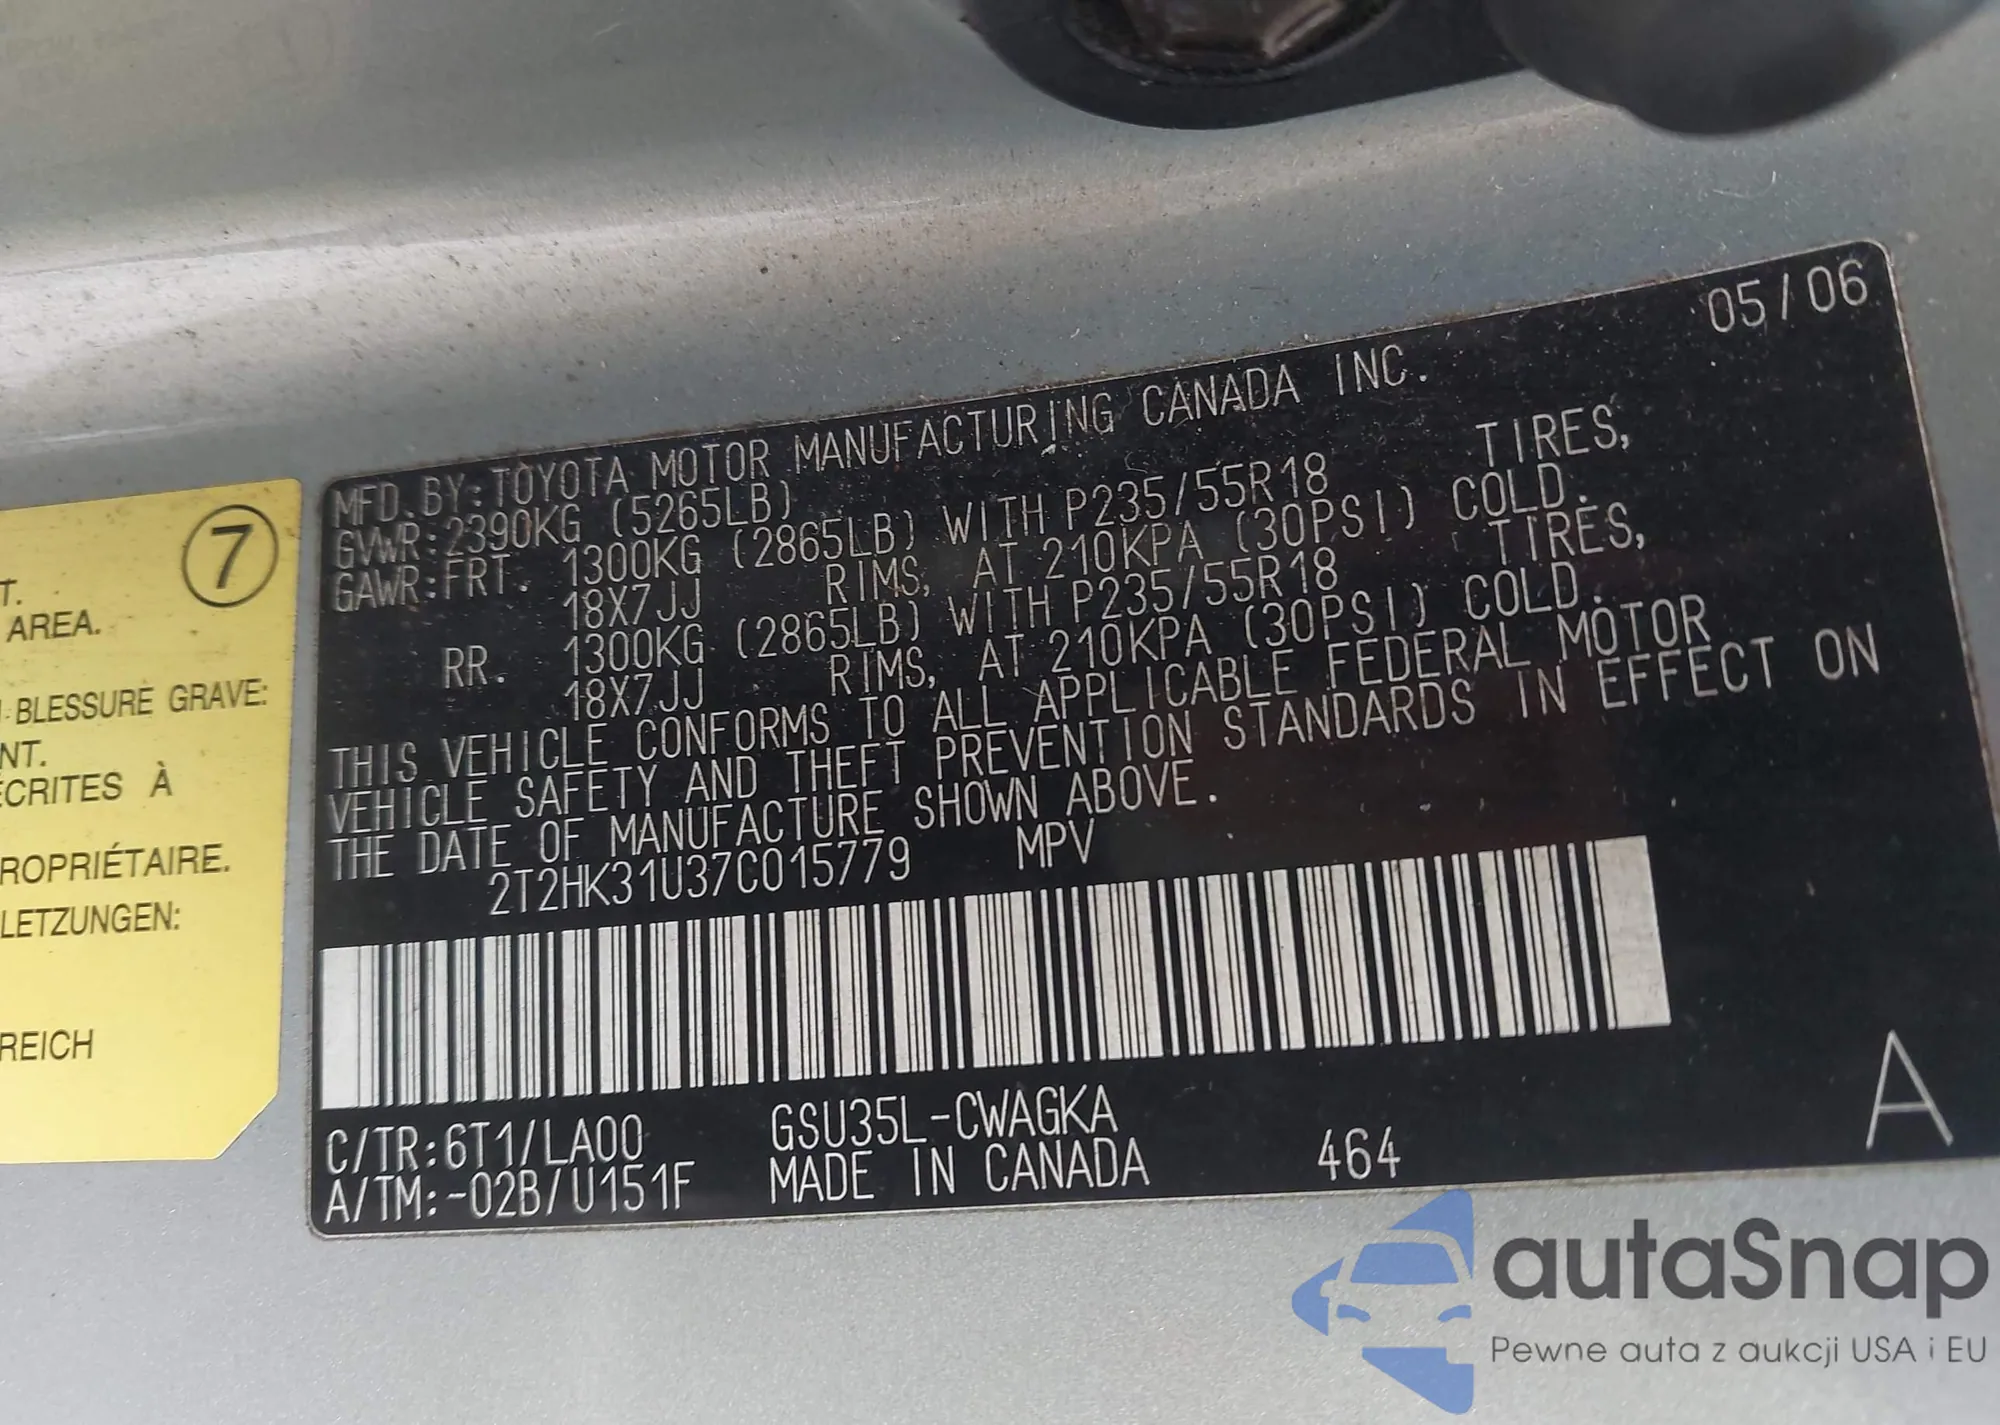 7
T.
AREA.
BLESSURE GRAVE:
NT.
ÉCRITES À
ROPRIÉTAIRE.
LETZUNGEN:
REICH
05/06
MFD.BY:TOYOTA MOTOR MANUFACTURING CANADA INC.
GVWR:2390KG (5265LB)
GAWR:FRT. 1300KG (2865LB) WITH P235/55R18 TIRES,
18X7JJ RIMS, AT 210KPA (30PSI) COLD.
RR. 1300KG (2865LB) WITH P235/55R18 TIRES,
18X7JJ RIMS, AT 210KPA (30PSI) COLD.
THIS VEHICLE CONFORMS TO ALL APPLICABLE FEDERAL MOTOR
VEHICLE SAFETY AND THEFT PREVENTION STANDARDS IN EFFECT ON
THE DATE OF MANUFACTURE SHOWN ABOVE.
2T2HK31U37C015779 MPV
C/TR:6T1/LA00 GSU35L-CWAGKA
A/TM:-02B/U151F MADE IN CANADA 464 A
autaSnap
Pewne auta z aukcji USA i EU